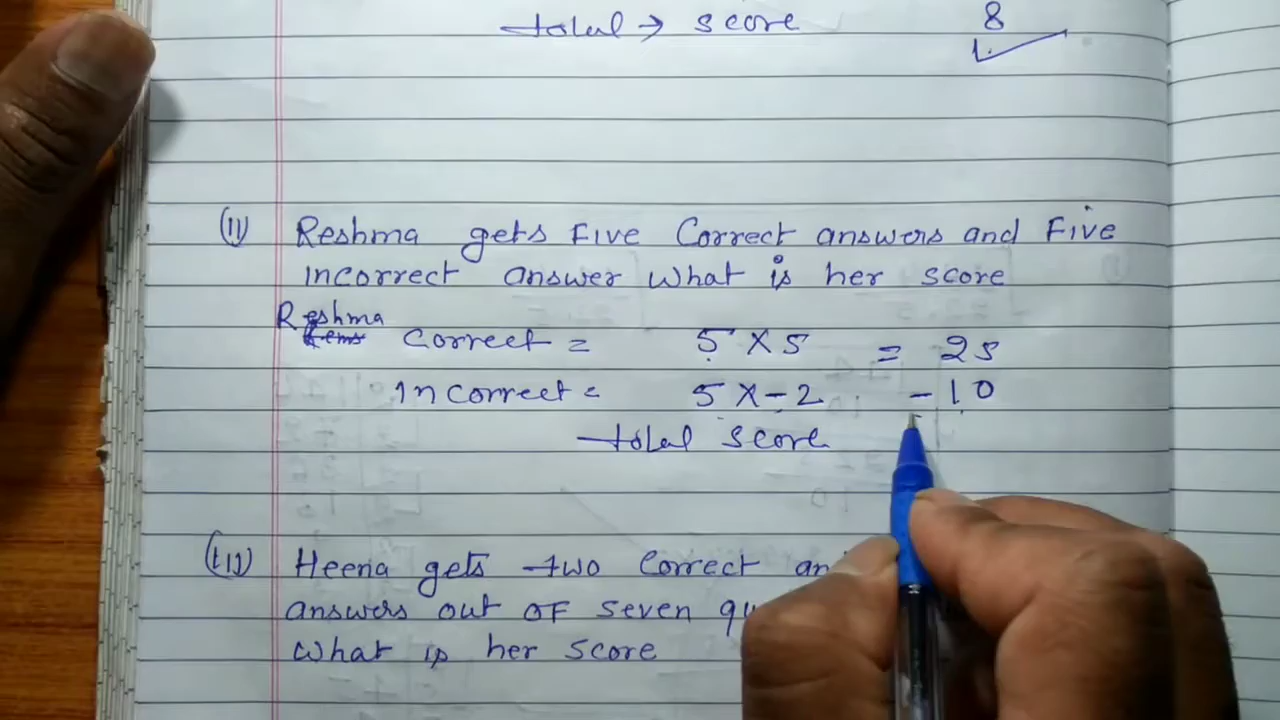 total → score 8
(ii) Reshma gets Five Correct answers and Five
incorrect answer What is her score
Reshma
Correct = 5 × 5 = 25
Incorrect = 5 × -2 -10
total score
(iii) Heena gets two correct
answers out OF seven
What is her score